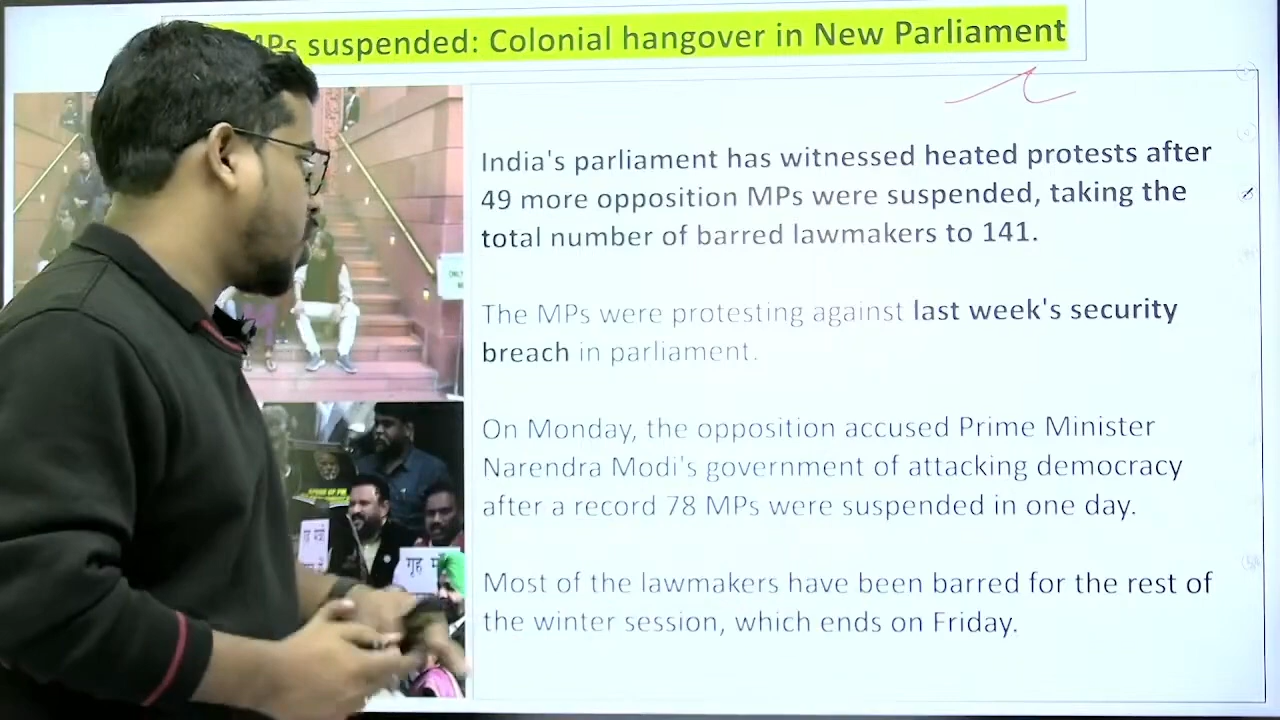 MPs suspended: Colonial hangover in New Parliament
India's parliament has witnessed heated protests after
49 more opposition MPs were suspended, taking the
total number of barred lawmakers to 141.
The MPs were protesting against last week's security
breach in parliament.
On Monday, the opposition accused Prime Minister
Narendra Modi's government of attacking democracy
after a record 78 MPs were suspended in one day.
Most of the lawmakers have been barred for the rest of
the winter session, which ends on Friday.
ONLY
गृह